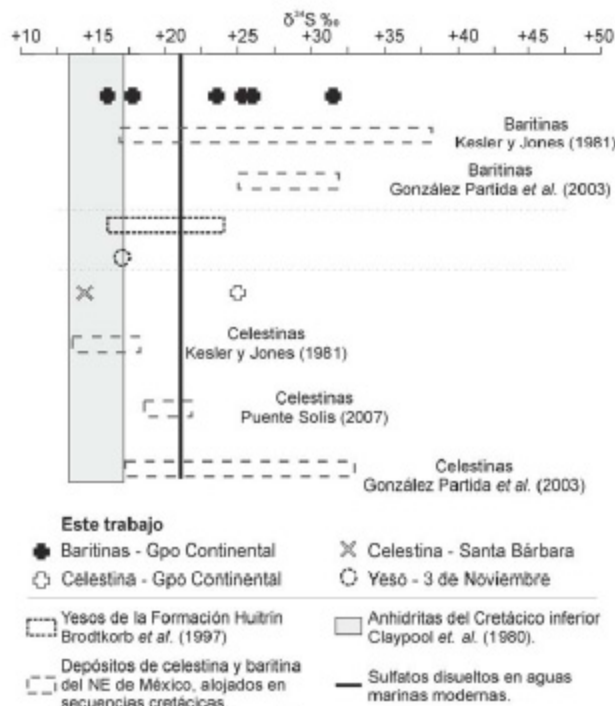 δ³⁴S ‰
+10 +15 +20 +25 +30 +35 +40 +45 +50
Baritinas
Kesler y Jones (1981)
Baritinas
González Partida et al. (2003)
Celestinas
Kesler y Jones (1981)
Celestinas
Puente Solis (2007)
Celestinas
González Partida et al. (2003)
Este trabajo
Baritinas - Gpo Continental
Celestina - Gpo Continental
Celestina - Santa Bárbara
Yeso - 3 de Noviembre
Yesos de la Formación Huitrin
Brodtkorb et al. (1997)
Depósitos de celestina y baritina
del NE de México, alojados en
secuencias cretácicas
Anhidritas del Cretácico inferior
Claypool et. al. (1980).
Sulfatos disueltos en aguas
marinas modernas.